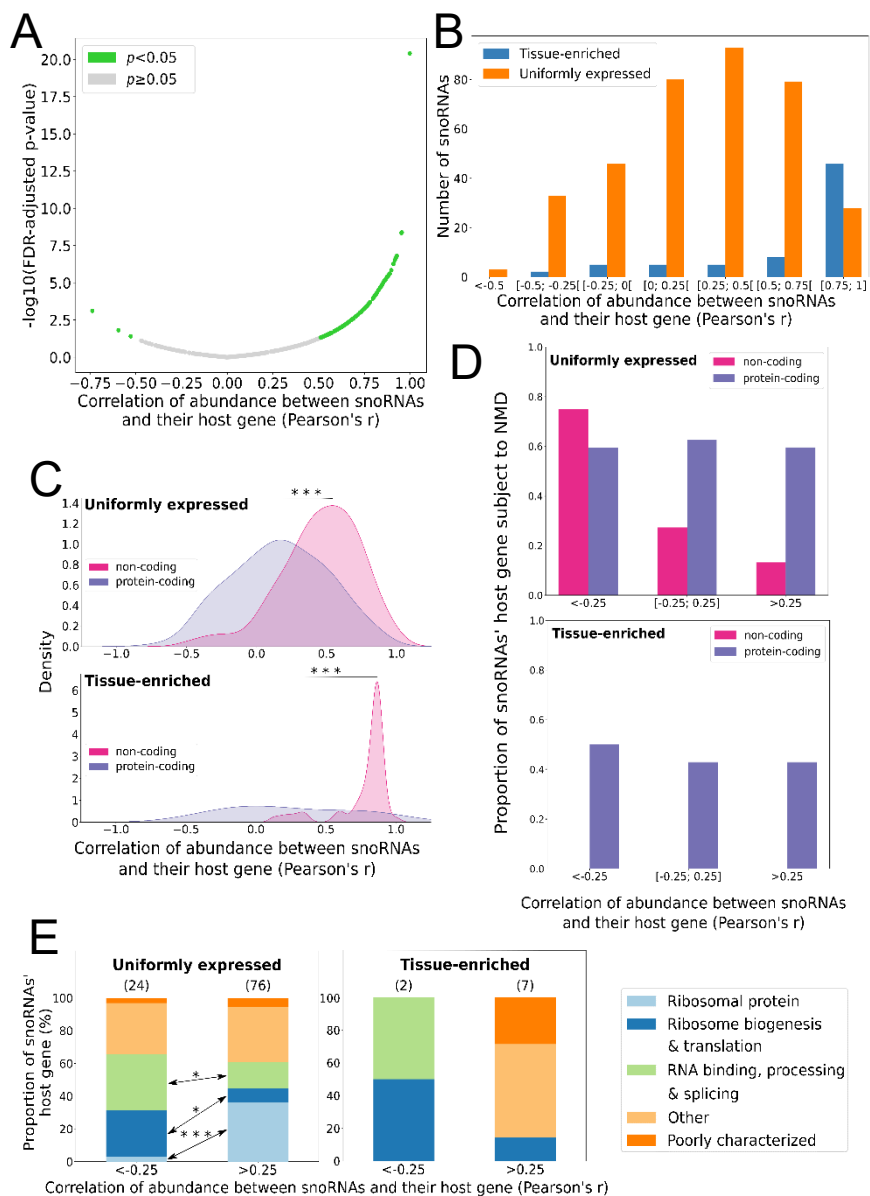 A
20.0
17.5
15.0
12.5
10.0
7.5
5.0
2.5
0.0
-log10(FDR-adjusted p-value)
p<0.05
p≥0.05
−0.75 −0.50 −0.25 0.00 0.25 0.50 0.75 1.00
Correlation of abundance between snoRNAs
and their host gene (Pearson's r)
B
Tissue-enriched
Uniformly expressed
80
60
40
20
0
Number of snoRNAs
<-0.5 [-0.5; -0.25[ [-0.25; 0[ [0; 0.25[ [0.25; 0.5[ [0.5; 0.75[ [0.75; 1]
Correlation of abundance between snoRNAs
and their host gene (Pearson's r)
C
Uniformly expressed
***
non-coding
protein-coding
1.4
1.2
1.0
0.8
0.6
0.4
0.2
0.0
−1.0 −0.5 0.0 0.5 1.0
Density
Tissue-enriched
***
non-coding
protein-coding
6
5
4
3
2
1
0
−1.0 −0.5 0.0 0.5 1.0
Correlation of abundance between snoRNAs
and their host gene (Pearson's r)
D
Uniformly expressed
non-coding
protein-coding
1.0
0.8
0.6
0.4
0.2
0.0
<-0.25 [-0.25; 0.25] >0.25
Proportion of snoRNAs' host gene subject to NMD
Tissue-enriched
non-coding
protein-coding
1.0
0.8
0.6
0.4
0.2
0.0
<-0.25 [-0.25; 0.25] >0.25
Correlation of abundance between snoRNAs
and their host gene (Pearson's r)
E
Uniformly expressed
(24) (76)
100
80
60
40
20
0
Proportion of snoRNAs'
host gene (%)
*
*
***
<-0.25 >0.25
Tissue-enriched
(2) (7)
100
80
60
40
20
0
<-0.25 >0.25
Correlation of abundance between snoRNAs and their host gene (Pearson's r)
Ribosomal protein
Ribosome biogenesis
& translation
RNA binding, processing
& splicing
Other
Poorly characterized